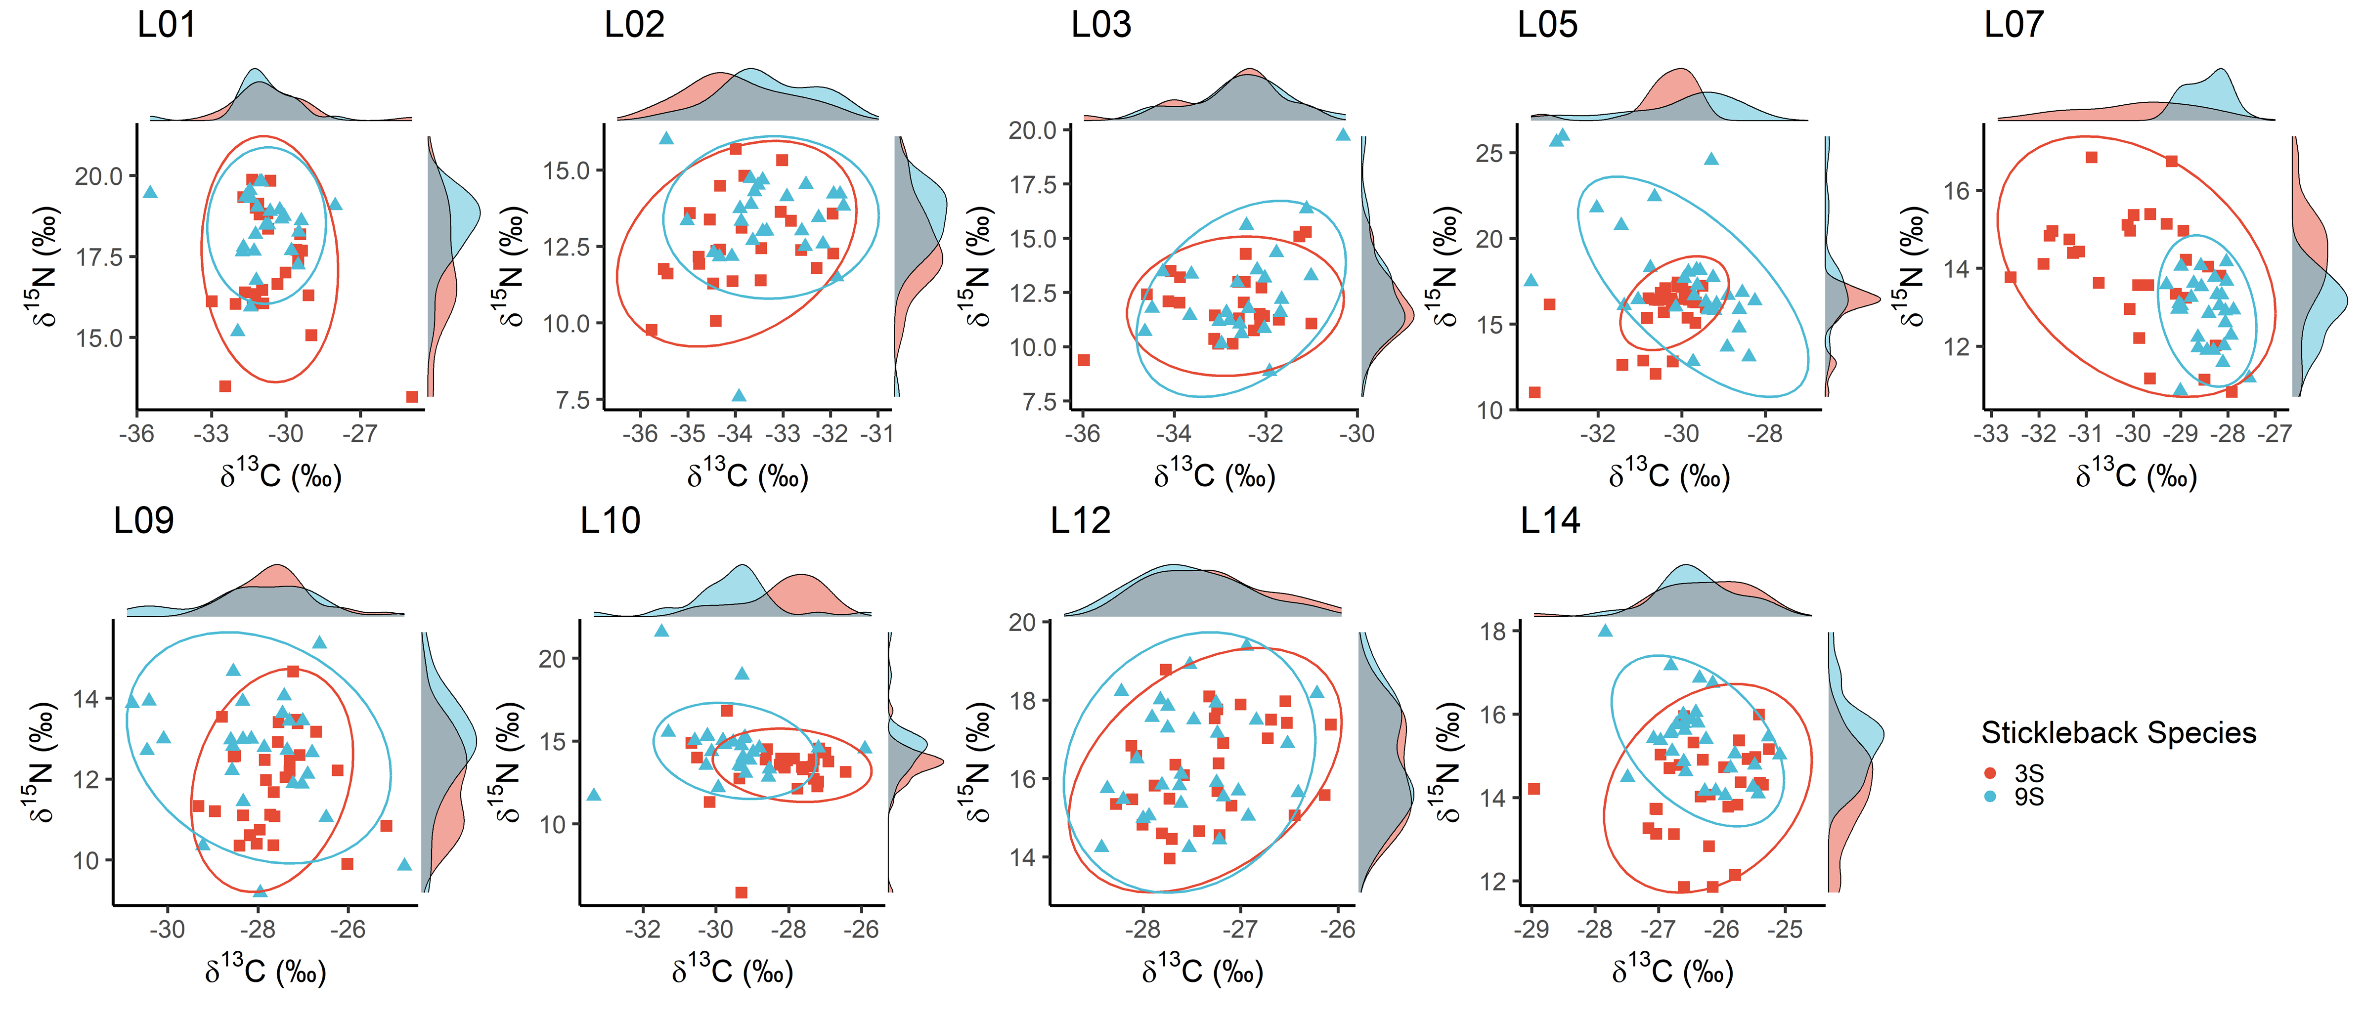 L01 L02 L03 L05 L07
20.0 15.0 20.0 25 16
17.5 12.5 17.5 20 14
15.0 10.0 15.0 15 12
7.5 12.5 10
10.0
7.5
δ15N (‰) δ15N (‰) δ15N (‰) δ15N (‰) δ15N (‰)
-36 -33 -30 -27 -36 -35 -34 -33 -32 -31 -36 -34 -32 -30 -32 -30 -28 -33 -32 -31 -30 -29 -28 -27
δ13C (‰) δ13C (‰) δ13C (‰) δ13C (‰) δ13C (‰)
L09 L10 L12 L14
14 20 20 18
12 15 18 16
10 10 16 14
14 12
δ15N (‰) δ15N (‰) δ15N (‰) δ15N (‰)
-30 -28 -26 -32 -30 -28 -26 -28 -27 -26 -29 -28 -27 -26 -25
δ13C (‰) δ13C (‰) δ13C (‰) δ13C (‰)
Stickleback Species
3S
9S